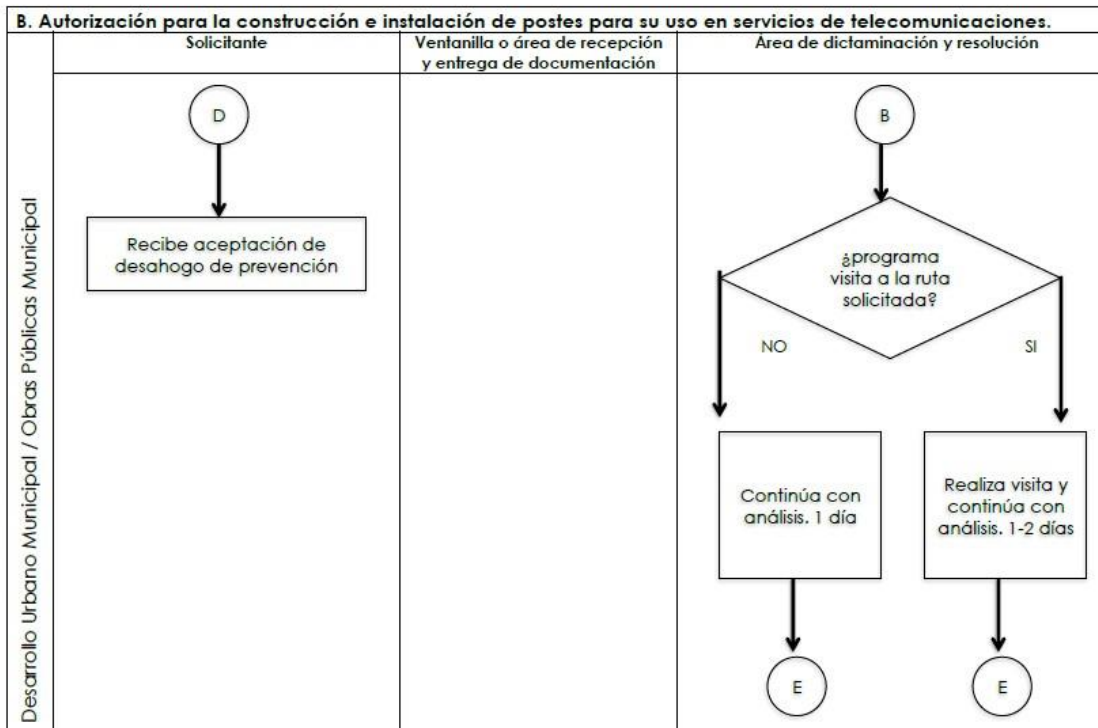 B. Autorización para la construcción e instalación de postes para su uso en servicios de telecomunicaciones.
Solicitante
Ventanilla o área de recepción
y entrega de documentación
Área de dictaminación y resolución
Desarrollo Urbano Municipal / Obras Públicas Municipal
D
Recibe aceptación de
desahogo de prevención
B
¿programa
visita a la ruta
solicitada?
NO
SI
Continúa con
análisis. 1 día
Realiza visita y
continúa con
análisis. 1-2 días
E
E